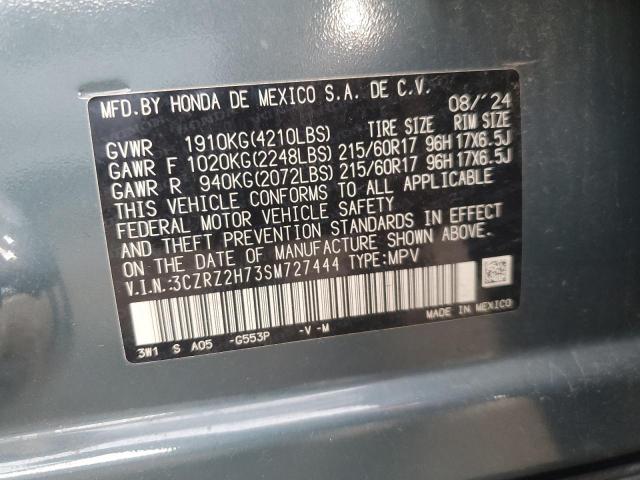 MFD.BY HONDA DE MEXICO S.A. DE C.V. 08/'24
TIRE SIZE RIM SIZE
GVWR 1910KG(4210LBS)
GAWR F 1020KG(2248LBS) 215/60R17 96H 17X6.5J
GAWR R 940KG(2072LBS) 215/60R17 96H 17X6.5J
THIS VEHICLE CONFORMS TO ALL APPLICABLE
FEDERAL MOTOR VEHICLE SAFETY
AND THEFT PREVENTION STANDARDS IN EFFECT
ON THE DATE OF MANUFACTURE SHOWN ABOVE.
V.I.N.:3CZRZ2H73SM727444 TYPE:MPV
MADE IN MEXICO
3W1 S A05 -G553P -V -M